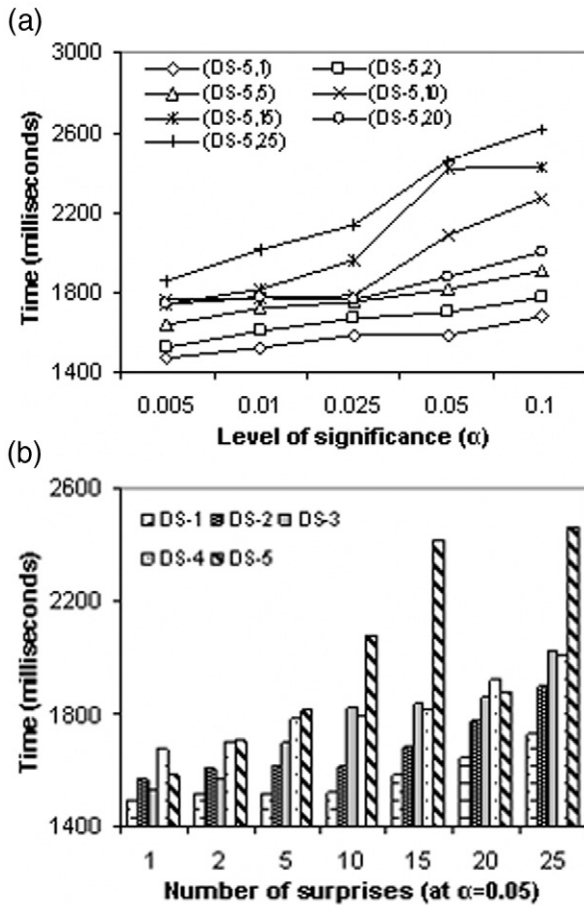 (a)
3000
2600
2200
1800
1400
Time (milliseconds)
(DS-5,1) (DS-5,2)
(DS-5,5) (DS-5,10)
(DS-5,15) (DS-5,20)
(DS-5,25)
0.005 0.01 0.025 0.05 0.1
Level of significance (α)
(b)
2600
2200
1800
1400
Time (milliseconds)
DS-1 DS-2 DS-3
DS-4 DS-5
1 2 5 10 15 20 25
Number of surprises (at α=0.05)